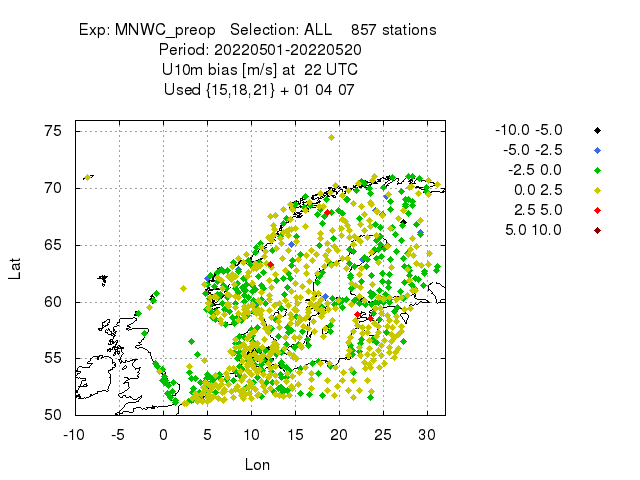 Exp: MNWC_preop   Selection: ALL    857 stations
Period: 20220501-20220520
U10m bias [m/s] at  22 UTC
Used {15,18,21} + 01 04 07
75
70
65
60
55
50
Lat
-10 -5 0 5 10 15 20 25 30
Lon
-10.0 -5.0
-5.0 -2.5
-2.5 0.0
0.0 2.5
2.5 5.0
5.0 10.0